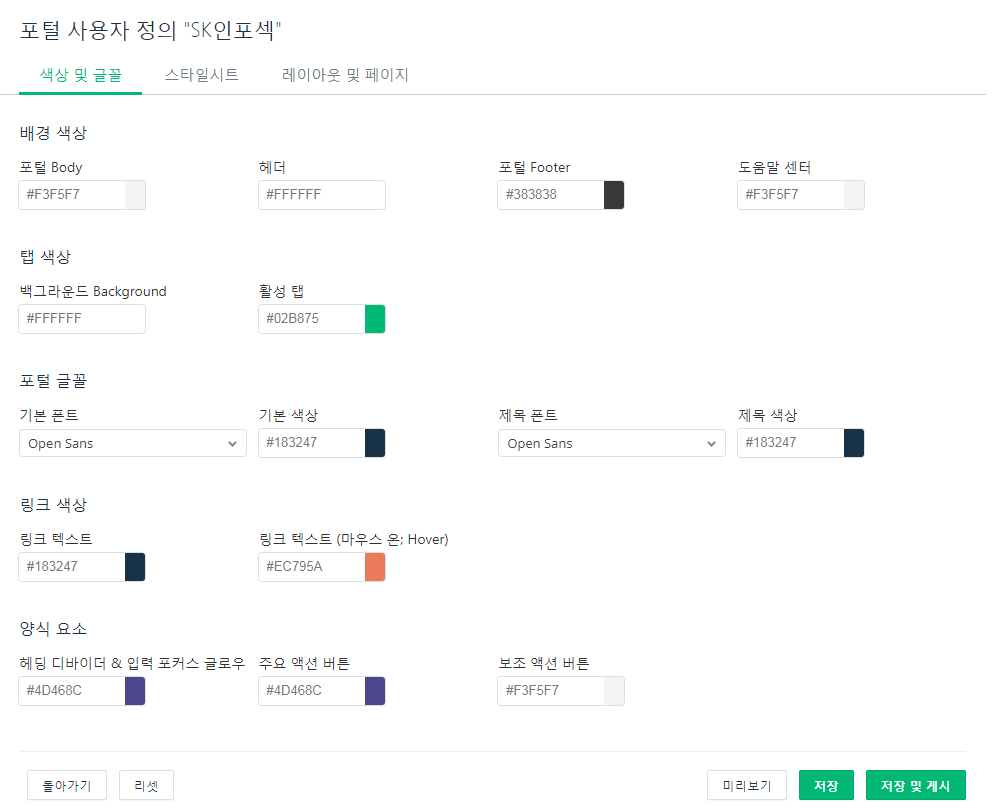 포털 사용자 정의 "SK인포섹"
색상 및 글꼴 스타일시트 레이아웃 및 페이지
배경 색상
포털 Body 헤더 포털 Footer 도움말 센터
#F3F5F7 #FFFFFF #383838 #F3F5F7
탭 색상
백그라운드 Background 활성 탭
#FFFFFF #02B875
포털 글꼴
기본 폰트 기본 색상 제목 폰트 제목 색상
Open Sans #183247 Open Sans #183247
링크 색상
링크 텍스트 링크 텍스트 (마우스 온; Hover)
#183247 #EC795A
양식 요소
헤딩 디바이더 & 입력 포커스 글로우 주요 액션 버튼 보조 액션 버튼
#4D468C #4D468C #F3F5F7
돌아가기 리셋 미리보기 저장 저장 및 게시